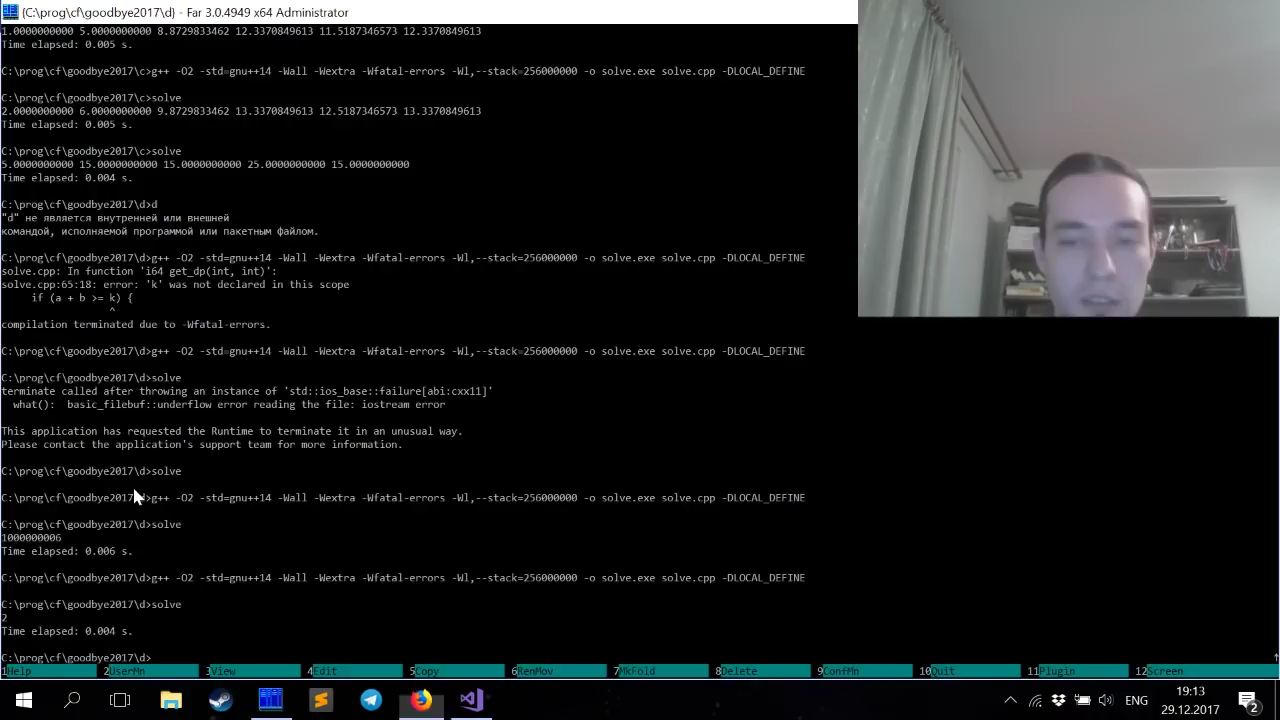 {C:\prog\cf\goodbye2017\d} - Far 3.0.4949 x64 Administrator
1.0000000000 5.0000000000 8.8729833462 12.3370849613 11.5187346573 12.3370849613
Time elapsed: 0.005 s.
C:\prog\cf\goodbye2017\c>g++ -O2 -std=gnu++14 -Wall -Wextra -Wfatal-errors -Wl,--stack=256000000 -o solve.exe solve.cpp -DLOCAL_DEFINE
C:\prog\cf\goodbye2017\c>solve
2.0000000000 6.0000000000 9.8729833462 13.3370849613 12.5187346573 13.3370849613
Time elapsed: 0.005 s.
C:\prog\cf\goodbye2017\c>solve
5.0000000000 15.0000000000 15.0000000000 25.0000000000 15.0000000000
Time elapsed: 0.004 s.
C:\prog\cf\goodbye2017\c>d
"d" не является внутренней или внешней
командой, исполняемой программой или пакетным файлом.
C:\prog\cf\goodbye2017\d>g++ -O2 -std=gnu++14 -Wall -Wextra -Wfatal-errors -Wl,--stack=256000000 -o solve.exe solve.cpp -DLOCAL_DEFINE
solve.cpp: In function 'i64 get_dp(int, int)':
solve.cpp:65:18: error: 'k' was not declared in this scope
if (a + b >= k) {
^
compilation terminated due to -Wfatal-errors.
C:\prog\cf\goodbye2017\d>g++ -O2 -std=gnu++14 -Wall -Wextra -Wfatal-errors -Wl,--stack=256000000 -o solve.exe solve.cpp -DLOCAL_DEFINE
C:\prog\cf\goodbye2017\d>solve
terminate called after throwing an instance of 'std::ios_base::failure[abi:cxx11]'
what():  basic_filebuf::underflow error reading the file: iostream error
This application has requested the Runtime to terminate it in an unusual way.
Please contact the application's support team for more information.
C:\prog\cf\goodbye2017\d>solve
C:\prog\cf\goodbye2017\d>g++ -O2 -std=gnu++14 -Wall -Wextra -Wfatal-errors -Wl,--stack=256000000 -o solve.exe solve.cpp -DLOCAL_DEFINE
C:\prog\cf\goodbye2017\d>solve
1000000006
Time elapsed: 0.006 s.
C:\prog\cf\goodbye2017\d>g++ -O2 -std=gnu++14 -Wall -Wextra -Wfatal-errors -Wl,--stack=256000000 -o solve.exe solve.cpp -DLOCAL_DEFINE
C:\prog\cf\goodbye2017\d>solve
2
Time elapsed: 0.004 s.
C:\prog\cf\goodbye2017\d>
1Help 2UserMn 3View 4Edit 5Copy 6RenMov 7MkFold 8Delete 9ConfMn 10Quit 11Plugin 12Screen
ENG 19:13
29.12.2017 2